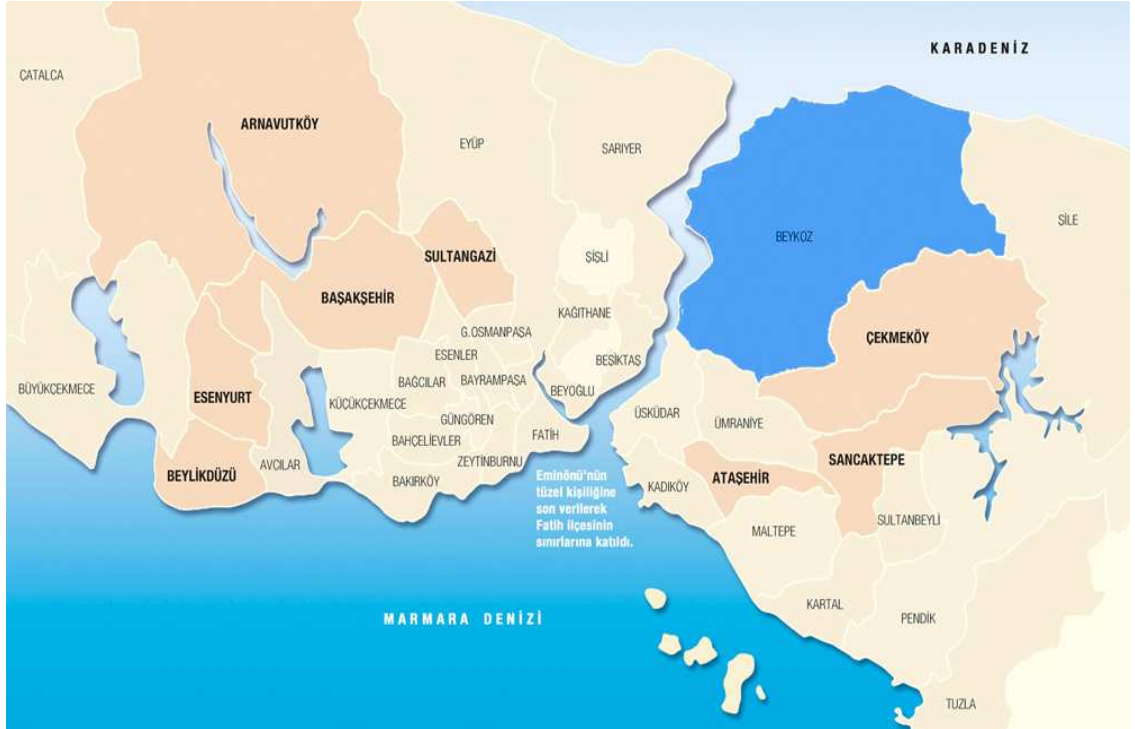 KARADENİZ
ÇATALCA
ARNAVUTKÖY
EYÜP
SARIYER
BEYKOZ
ŞİLE
SULTANGAZİ
ŞİŞLİ
BAŞAKŞEHİR
KAĞITHANE
G.OSMANPAŞA
ÇEKMEKÖY
ESENLER
BEŞİKTAŞ
BAĞCILAR
BAYRAMPAŞA
BEYOĞLU
BÜYÜKÇEKMECE
ESENYURT
KÜÇÜKÇEKMECE
GÜNGÖREN
ÜSKÜDAR
ÜMRANİYE
BAHÇELİEVLER
FATİH
SANCAKTEPE
BEYLİKDÜZÜ
AVCILAR
ZEYTİNBURNU
BAKIRKÖY
KADIKÖY
ATAŞEHİR
Eminönü'nün
tüzel kişiliğine
son verilerek
Fatih ilçesinin
sınırlarına katıldı.
SULTANBEYLİ
MALTEPE
KARTAL
PENDİK
MARMARA DENİZİ
TUZLA